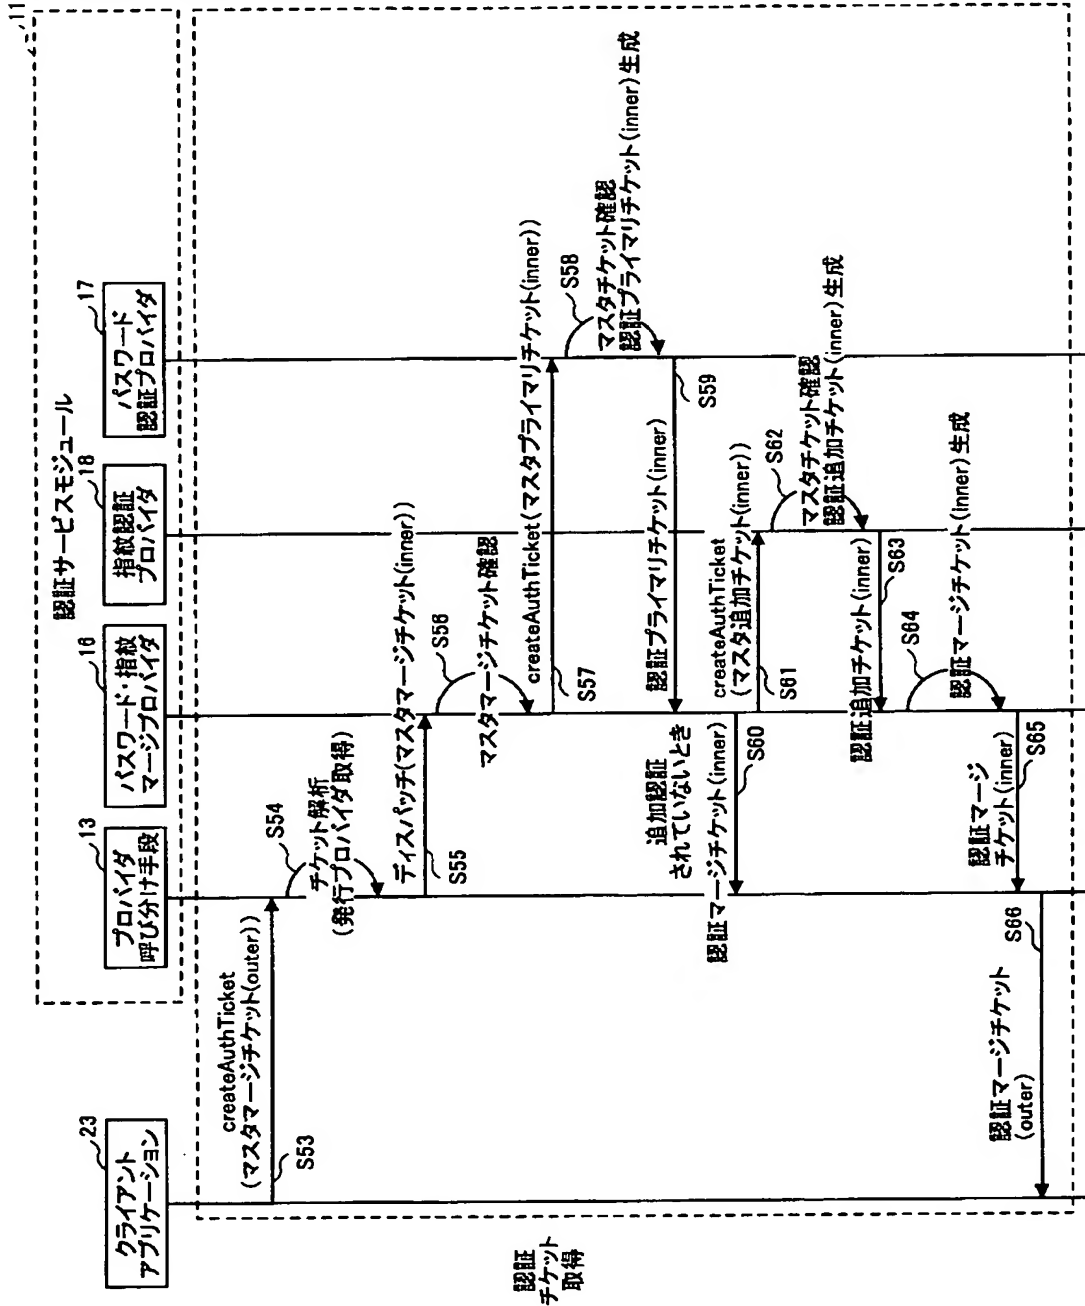 11
認証サービスモジュール
23
クライアント
アプリケーション
13
プロバイダ
呼び分け手段
16
パスワード・指紋
マージプロバイダ
18
指紋認証
プロバイダ
17
パスワード
認証プロバイダ
認証
チケット
取得
createAuthTicket
(マスタマージチケット(outer))
S53
S54
チケット解析
(発行プロバイダ取得)
ディスパッチ(マスタマージチケット(inner))
S55
S56
マスタマージチケット確認
createAuthTicket(マスタプライマリチケット(inner))
S57
S58
マスタチケット確認
認証プライマリチケット(inner)生成
認証プライマリチケット(inner)
S59
追加認証
されていないとき
認証マージチケット(inner)
S60
createAuthTicket
(マスタ追加チケット(inner))
S61
S62
マスタチケット確認
認証追加チケット(inner)生成
認証追加チケット(inner)
S63
S64
認証マージチケット(inner)生成
認証マージ
チケット(inner)
S65
認証マージチケット
(outer)
S66